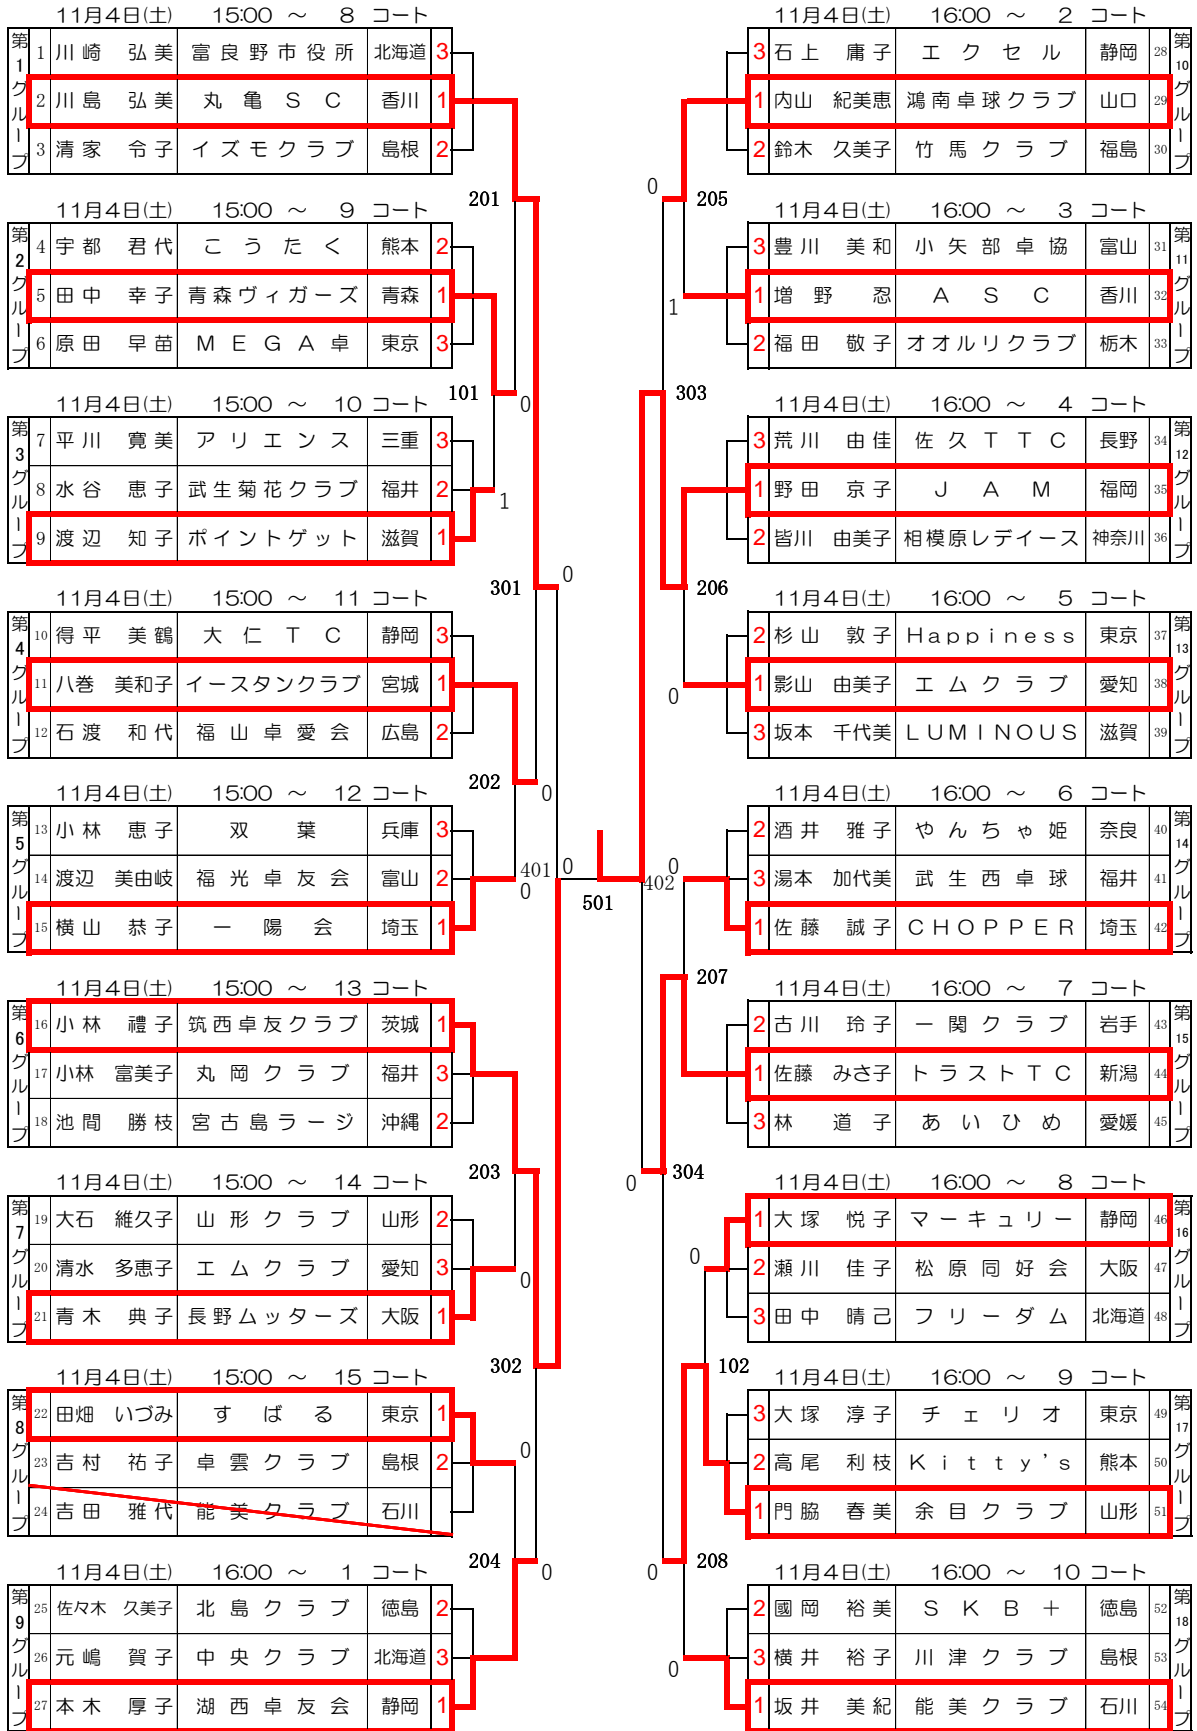 11月4日(土) 15:00 ～ 8 コート
第1グループ
1 川崎 弘美 富良野市役所 北海道 3
2 川島 弘美 丸亀SC 香川 1
3 清家 令子 イズモクラブ 島根 2
201
11月4日(土) 15:00 ～ 9 コート
第2グループ
4 宇都 君代 こうたく 熊本 2
5 田中 幸子 青森ヴィガーズ 青森 1
6 原田 早苗 MEGA卓 東京 3
101 0
11月4日(土) 15:00 ～ 10 コート
第3グループ
7 平川 寛美 アリエンス 三重 3
8 水谷 恵子 武生菊花クラブ 福井 2
9 渡辺 知子 ポイントゲット 滋賀 1
1
301 0
11月4日(土) 15:00 ～ 11 コート
第4グループ
10 得平 美鶴 大仁TC 静岡 3
11 八巻 美和子 イースタンクラブ 宮城 1
12 石渡 和代 福山卓愛会 広島 2
202 0
11月4日(土) 15:00 ～ 12 コート
第5グループ
13 小林 恵子 双葉 兵庫 3
14 渡辺 美由岐 福光卓友会 富山 2
15 横山 恭子 一陽会 埼玉 1
401 0
0
501
11月4日(土) 15:00 ～ 13 コート
第6グループ
16 小林 禮子 筑西卓友クラブ 茨城 1
17 小林 富美子 丸岡クラブ 福井 3
18 池間 勝枝 宮古島ラージ 沖縄 2
203
11月4日(土) 15:00 ～ 14 コート
第7グループ
19 大石 維久子 山形クラブ 山形 2
20 清水 多恵子 エムクラブ 愛知 3
21 青木 典子 長野ムッターズ 大阪 1
0
302
11月4日(土) 15:00 ～ 15 コート
第8グループ
22 田畑 いづみ すばる 東京 1
23 吉村 祐子 卓雲クラブ 島根 2
24 吉田 雅代 能美クラブ 石川
0
204 0
11月4日(土) 16:00 ～ 1 コート
第9グループ
25 佐々木 久美子 北島クラブ 徳島 2
26 元嶋 賀子 中央クラブ 北海道 3
27 本木 厚子 湖西卓友会 静岡 1
11月4日(土) 16:00 ～ 2 コート
第10グループ
3 石上 庸子 エクセル 静岡 28
1 内山 紀美恵 鴻南卓球クラブ 山口 29
2 鈴木 久美子 竹馬クラブ 福島 30
0 205
11月4日(土) 16:00 ～ 3 コート
第11グループ
3 豊川 美和 小矢部卓協 富山 31
1 増野 忍 ASC 香川 32
2 福田 敬子 オオルリクラブ 栃木 33
1
303
11月4日(土) 16:00 ～ 4 コート
第12グループ
3 荒川 由佳 佐久TTC 長野 34
1 野田 京子 JAM 福岡 35
2 皆川 由美子 相模原レデイース 神奈川 36
206
11月4日(土) 16:00 ～ 5 コート
第13グループ
2 杉山 敦子 Happiness 東京 37
1 影山 由美子 エムクラブ 愛知 38
3 坂本 千代美 LUMINOUS 滋賀 39
0
11月4日(土) 16:00 ～ 6 コート
第14グループ
2 酒井 雅子 やんちゃ姫 奈良 40
3 湯本 加代美 武生西卓球 福井 41
1 佐藤 誠子 CHOPPER 埼玉 42
402 0
207
11月4日(土) 16:00 ～ 7 コート
第15グループ
2 古川 玲子 一関クラブ 岩手 43
1 佐藤 みさ子 トラストTC 新潟 44
3 林 道子 あいひめ 愛媛 45
0 304
11月4日(土) 16:00 ～ 8 コート
第16グループ
1 大塚 悦子 マーキュリー 静岡 46
2 瀬川 佳子 松原同好会 大阪 47
3 田中 晴己 フリーダム 北海道 48
0
102
11月4日(土) 16:00 ～ 9 コート
第17グループ
3 大塚 淳子 チェリオ 東京 49
2 高尾 利枝 Kitty's 熊本 50
1 門脇 春美 余目クラブ 山形 51
0 208
11月4日(土) 16:00 ～ 10 コート
第18グループ
2 國岡 裕美 SKB+ 徳島 52
3 横井 裕子 川津クラブ 島根 53
1 坂井 美紀 能美クラブ 石川 54
0